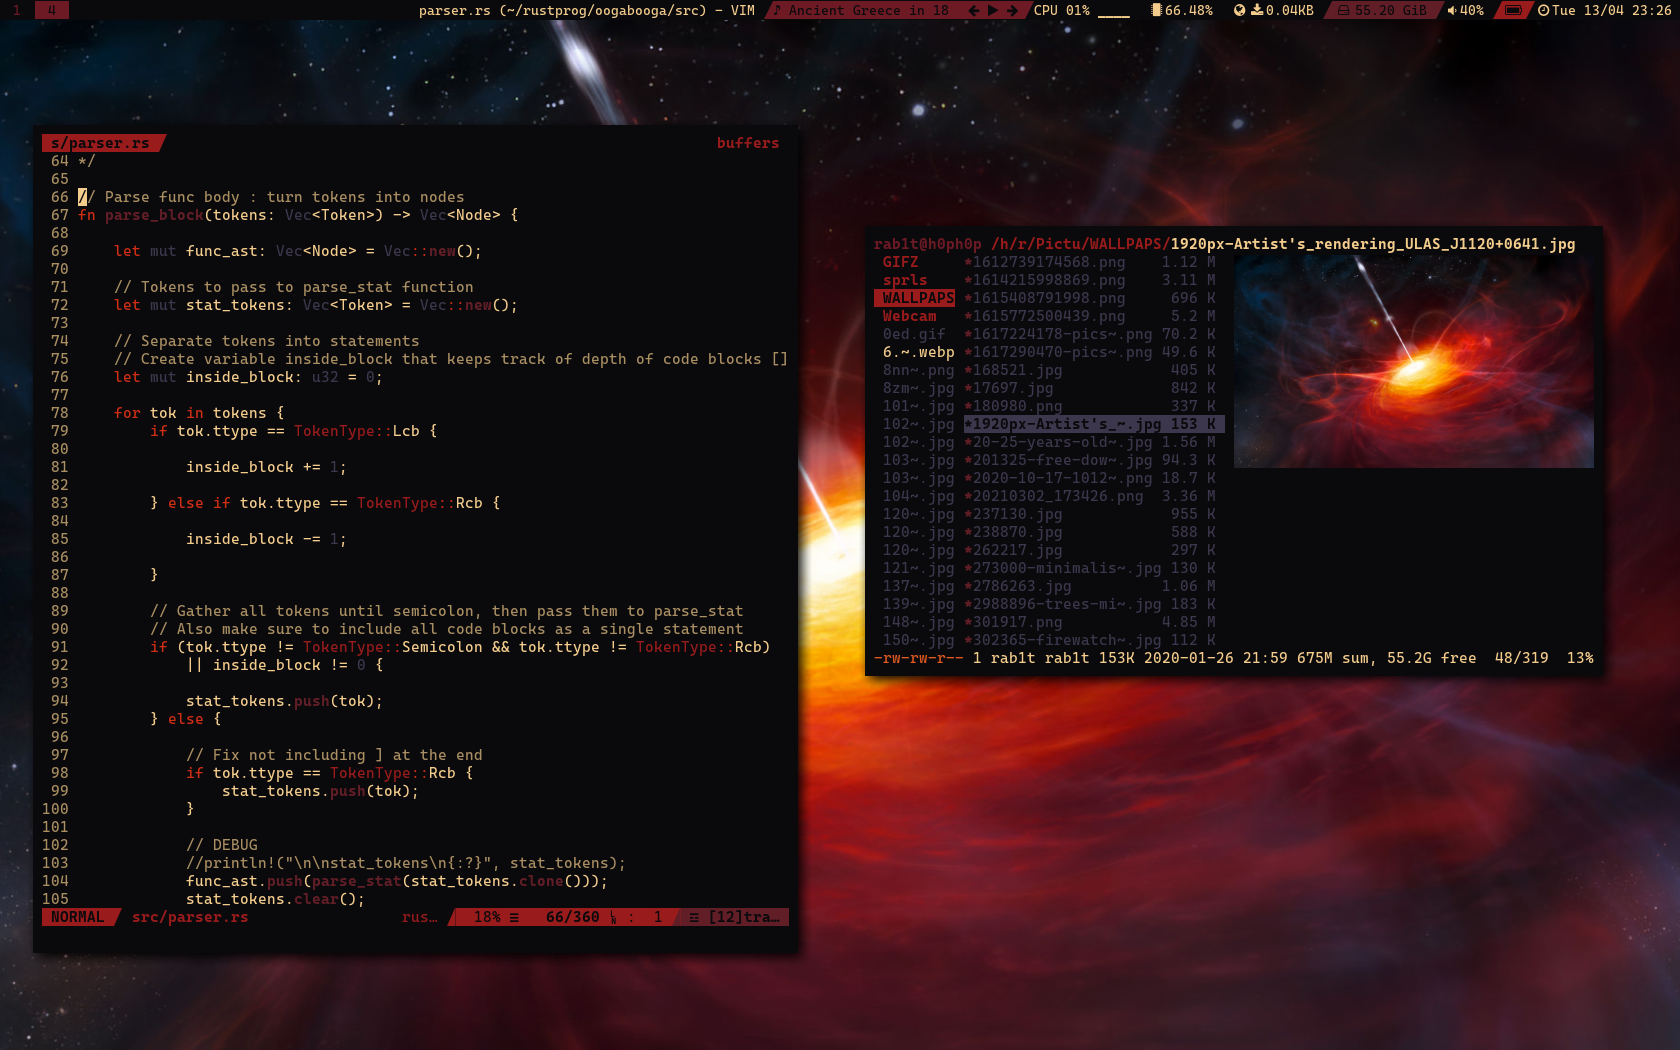 1 4 parser.rs (~/rustprog/oogabooga/src) - VIM ♪ Ancient Greece in 18 CPU 01% ____ 66.48% 0.04KB 55.20 GiB 40% Tue 13/04 23:26
s/parser.rs buffers
64 */
65
66 // Parse func body : turn tokens into nodes
67 fn parse_block(tokens: Vec<Token>) -> Vec<Node> {
68
69 let mut func_ast: Vec<Node> = Vec::new();
70
71 // Tokens to pass to parse_stat function
72 let mut stat_tokens: Vec<Token> = Vec::new();
73
74 // Separate tokens into statements
75 // Create variable inside_block that keeps track of depth of code blocks []
76 let mut inside_block: u32 = 0;
77
78 for tok in tokens {
79 if tok.ttype == TokenType::Lcb {
80
81 inside_block += 1;
82
83 } else if tok.ttype == TokenType::Rcb {
84
85 inside_block -= 1;
86
87 }
88
89 // Gather all tokens until semicolon, then pass them to parse_stat
90 // Also make sure to include all code blocks as a single statement
91 if (tok.ttype != TokenType::Semicolon && tok.ttype != TokenType::Rcb)
92 || inside_block != 0 {
93
94 stat_tokens.push(tok);
95 } else {
96
97 // Fix not including ] at the end
98 if tok.ttype == TokenType::Rcb {
99 stat_tokens.push(tok);
100 }
101
102 // DEBUG
103 //println!("\n\nstat_tokens\n{:?}", stat_tokens);
104 func_ast.push(parse_stat(stat_tokens.clone()));
105 stat_tokens.clear();
NORMAL src/parser.rs rus… 18% ≡ 66/360 : 1 ☲ [12]tra…
rab1t@h0ph0p /h/r/Pictu/WALLPAPS/1920px-Artist's_rendering_ULAS_J1120+0641.jpg
GIFZ *1612739174568.png 1.12 M
sprls *1614215998869.png 3.11 M
WALLPAPS *1615408791998.png 696 K
Webcam *1615772500439.png 5.2 M
0ed.gif *1617224178-pics~.png 70.2 K
6.~.webp *1617290470-pics~.png 49.6 K
8nn~.png *168521.jpg 405 K
8zm~.jpg *17697.jpg 842 K
101~.jpg *180980.png 337 K
102~.jpg *1920px-Artist's_~.jpg 153 K
102~.jpg *20-25-years-old~.jpg 1.56 M
103~.jpg *201325-free-dow~.jpg 94.3 K
103~.jpg *2020-10-17-1012~.png 18.7 K
104~.jpg *20210302_173426.png 3.36 M
120~.jpg *237130.jpg 955 K
120~.jpg *238870.jpg 588 K
120~.jpg *262217.jpg 297 K
121~.jpg *273000-minimalis~.jpg 130 K
137~.jpg *2786263.jpg 1.06 M
139~.jpg *2988896-trees-mi~.jpg 183 K
148~.jpg *301917.png 4.85 M
150~.jpg *302365-firewatch~.jpg 112 K
-rw-rw-r-- 1 rab1t rab1t 153K 2020-01-26 21:59 675M sum, 55.2G free 48/319 13%